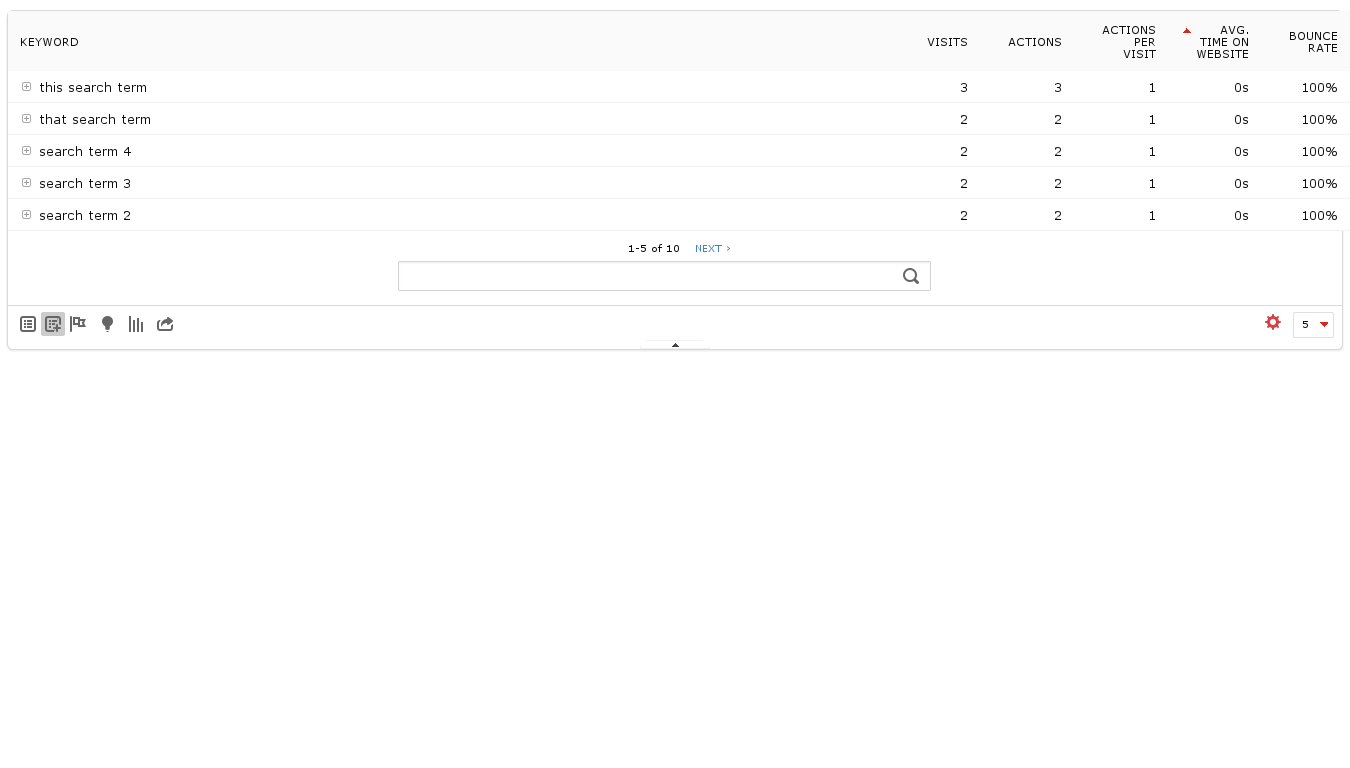 KEYWORD VISITS ACTIONS ACTIONS PER VISIT AVG. TIME ON WEBSITE BOUNCE RATE
this search term 3 3 1 0s 100%
that search term 2 2 1 0s 100%
search term 4 2 2 1 0s 100%
search term 3 2 2 1 0s 100%
search term 2 2 2 1 0s 100%
1-5 of 10 NEXT ›
5